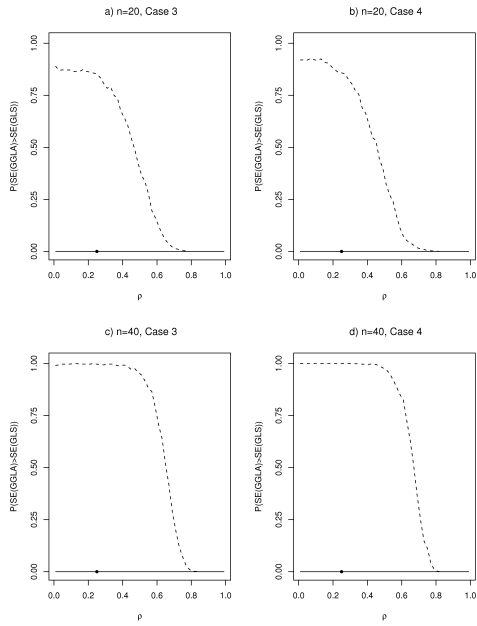 a) n=20, Case 3
P(SE(GGLA)>SE(GLS))
1.00
0.75
0.50
0.25
0.00
0.0 0.2 0.4 0.6 0.8 1.0
ρ
b) n=20, Case 4
P(SE(GGLA)>SE(GLS))
1.00
0.75
0.50
0.25
0.00
0.0 0.2 0.4 0.6 0.8 1.0
ρ
c) n=40, Case 3
P(SE(GGLA)>SE(GLS))
1.00
0.75
0.50
0.25
0.00
0.0 0.2 0.4 0.6 0.8 1.0
ρ
d) n=40, Case 4
P(SE(GGLA)>SE(GLS))
1.00
0.75
0.50
0.25
0.00
0.0 0.2 0.4 0.6 0.8 1.0
ρ